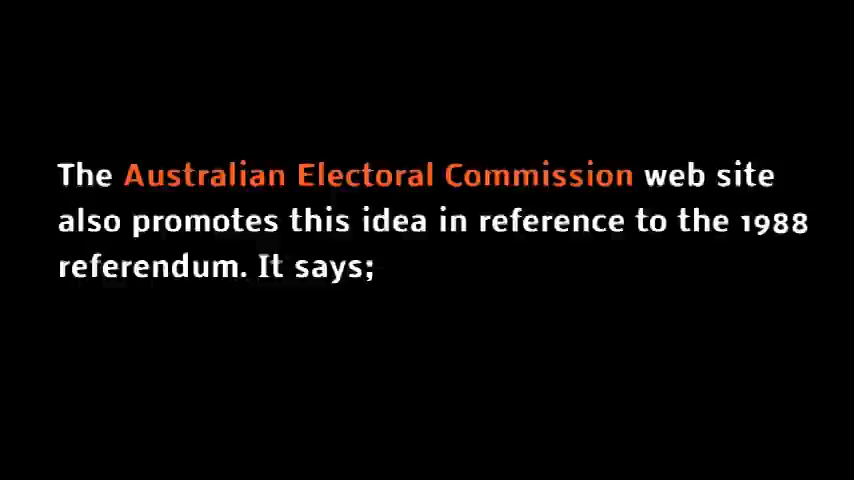 The Australian Electoral Commission web site
also promotes this idea in reference to the 1988
referendum. It says;